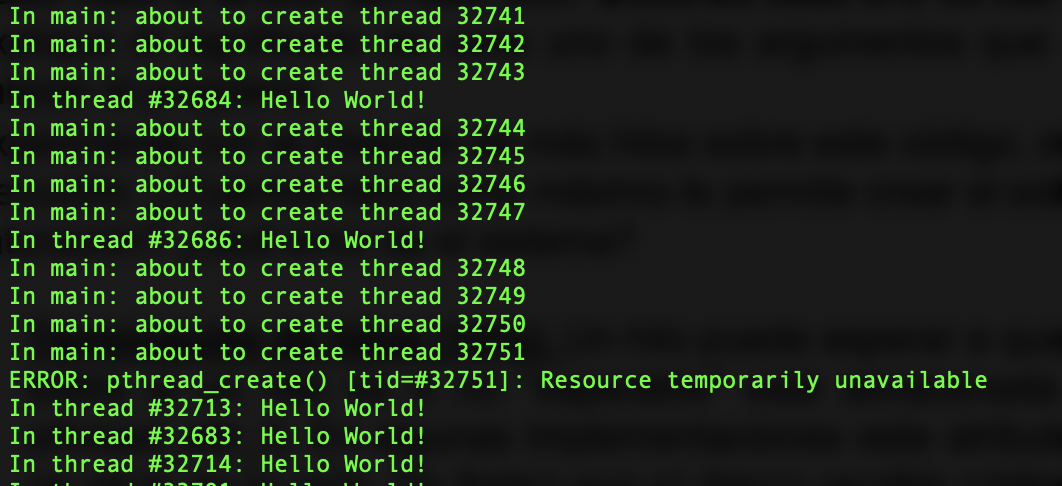 In main: about to create thread 32741
In main: about to create thread 32742
In main: about to create thread 32743
In thread #32684: Hello World!
In main: about to create thread 32744
In main: about to create thread 32745
In main: about to create thread 32746
In main: about to create thread 32747
In thread #32686: Hello World!
In main: about to create thread 32748
In main: about to create thread 32749
In main: about to create thread 32750
In main: about to create thread 32751
ERROR: pthread_create() [tid=#32751]: Resource temporarily unavailable
In thread #32713: Hello World!
In thread #32683: Hello World!
In thread #32714: Hello World!